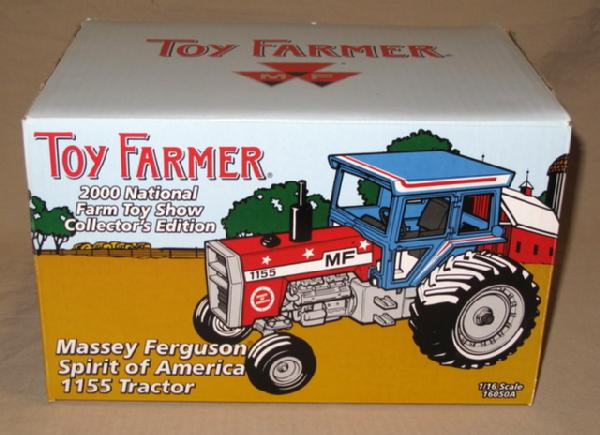 TOY FARMER
MF
TOY FARMER®
2000 National
Farm Toy Show
Collector's Edition
1155
MF
Massey Ferguson
Spirit of America
1155 Tractor
1/16 Scale
16050A